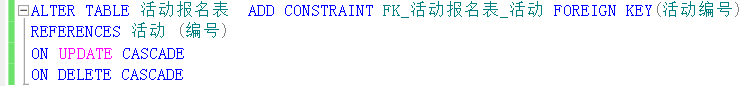 ALTER TABLE 活动报名表  ADD CONSTRAINT FK_活动报名表_活动 FOREIGN KEY(活动编号)
REFERENCES 活动 (编号)
ON UPDATE CASCADE
ON DELETE CASCADE